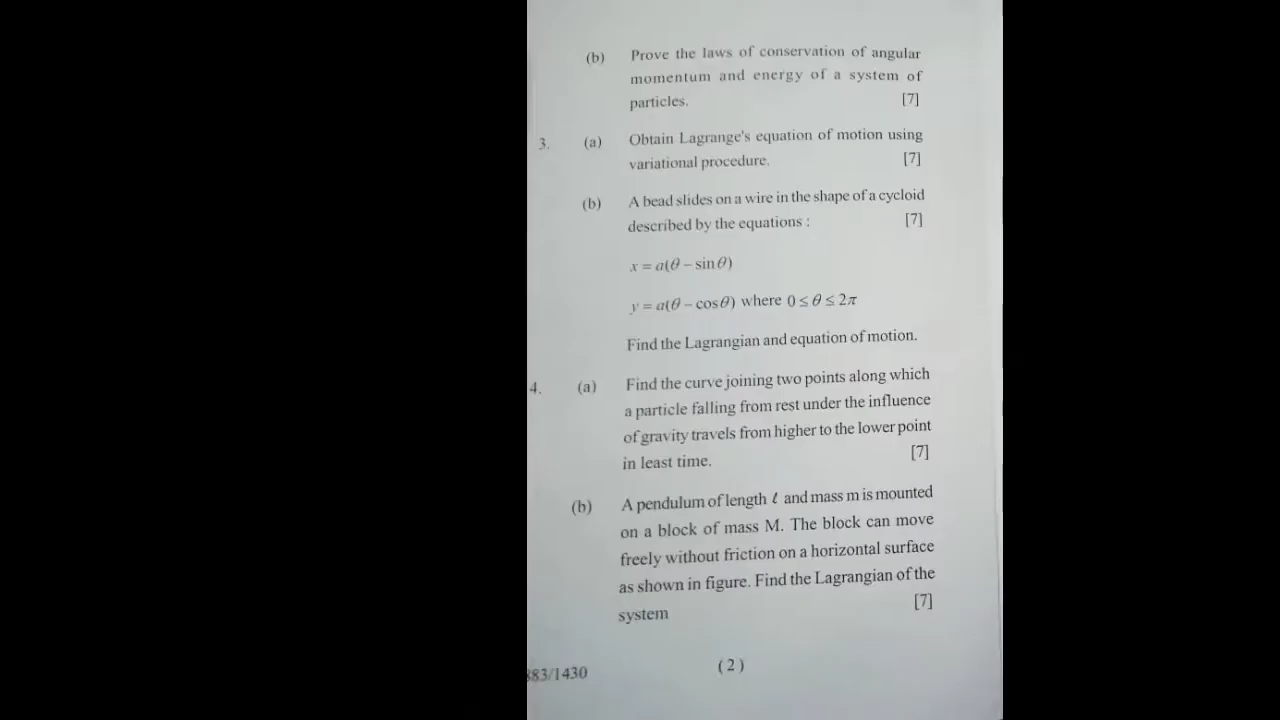 (b) Prove the laws of conservation of angular
momentum and energy of a system of
particles. [7]
3. (a) Obtain Lagrange's equation of motion using
variational procedure. [7]
(b) A bead slides on a wire in the shape of a cycloid
described by the equations : [7]
x = a(θ – sinθ)
y = a(θ – cosθ) where 0 ≤ θ ≤ 2π
Find the Lagrangian and equation of motion.
4. (a) Find the curve joining two points along which
a particle falling from rest under the influence
of gravity travels from higher to the lower point
in least time. [7]
(b) A pendulum of length ℓ and mass m is mounted
on a block of mass M. The block can move
freely without friction on a horizontal surface
as shown in figure. Find the Lagrangian of the
system [7]
83/1430 (2)